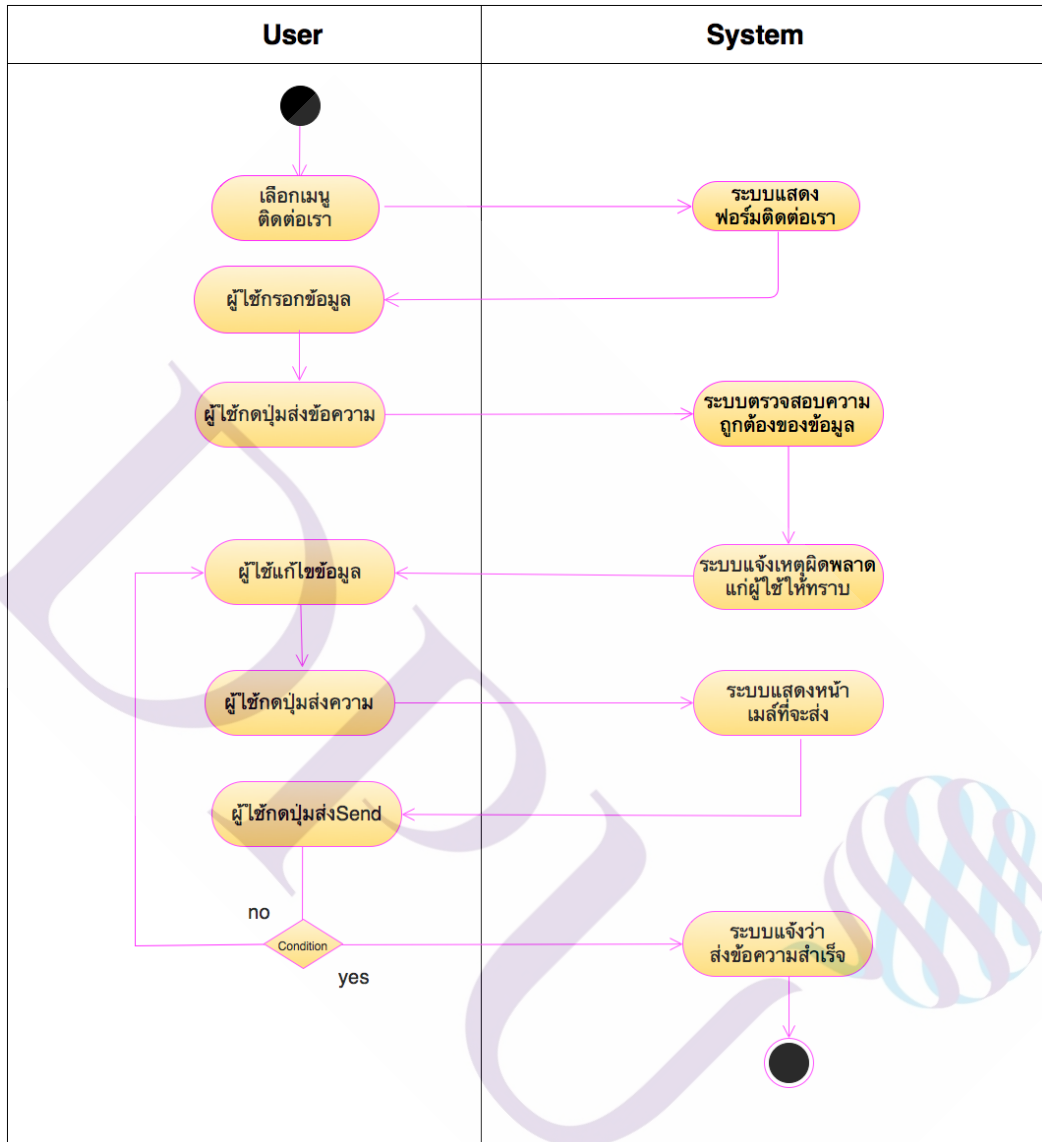 User
System
เลือกเมนู
ติดต่อเรา
ระบบแสดง
ฟอร์มติดต่อเรา
ผู้ใช้กรอกข้อมูล
ผู้ใช้กดปุ่มส่งข้อความ
ระบบตรวจสอบความ
ถูกต้องของข้อมูล
ผู้ใช้แก้ไขข้อมูล
ระบบแจ้งเหตุผิดพลาด
แก่ผู้ใช้ให้ทราบ
ผู้ใช้กดปุ่มส่งความ
ระบบแสดงหน้า
เมล์ที่จะส่ง
ผู้ใช้กดปุ่มส่งSend
no
Condition
yes
ระบบแจ้งว่า
ส่งข้อความสำเร็จ
DPU